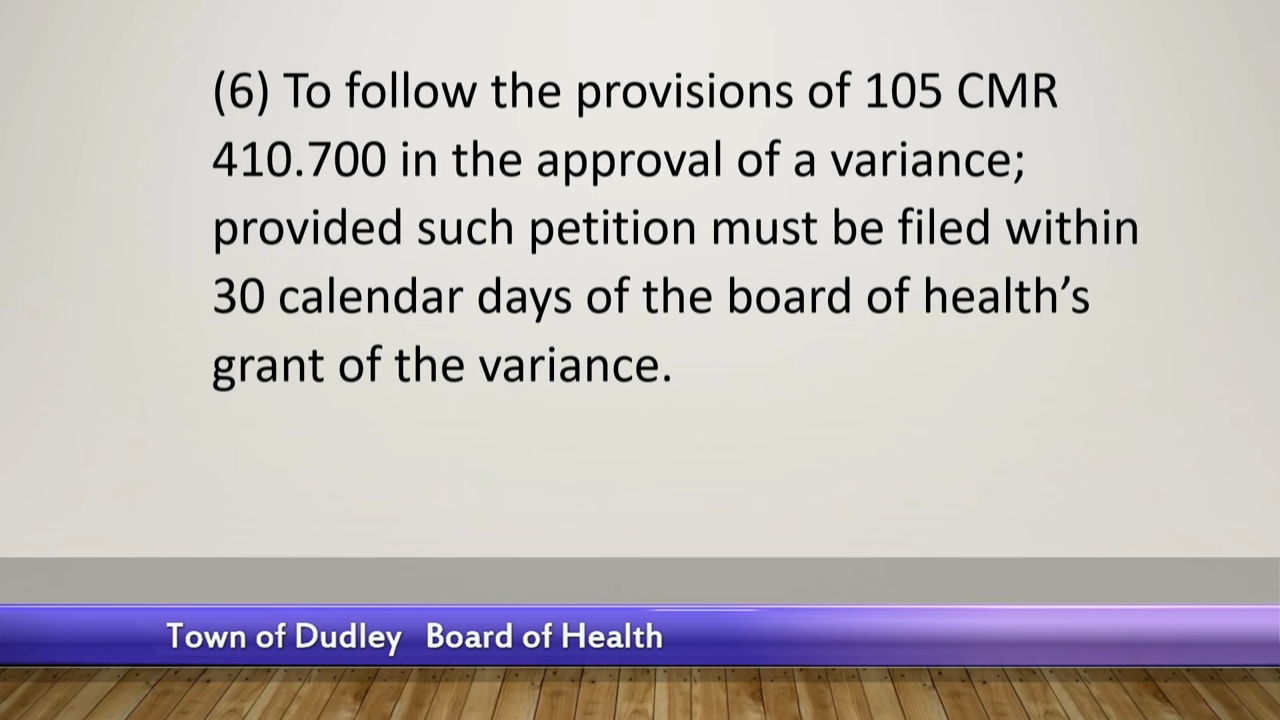 (6) To follow the provisions of 105 CMR
410.700 in the approval of a variance;
provided such petition must be filed within
30 calendar days of the board of health’s
grant of the variance.
Town of Dudley Board of Health